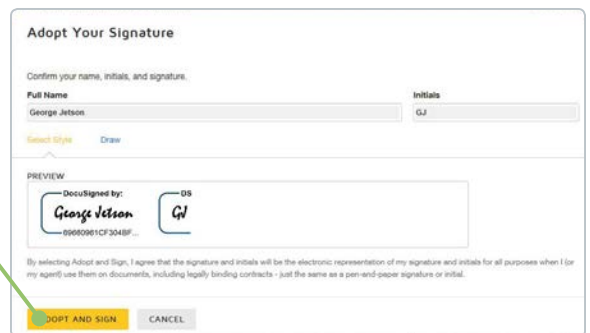 Adopt Your Signature
Confirm your name, initials, and signature.
Full Name Initials
George Jetson GJ
Select Style Draw
PREVIEW
DocuSigned by: DS
George Jetson GJ
69660961CF304BF...
By selecting Adopt and Sign, I agree that the signature and initials will be the electronic representation of my signature and initials for all purposes when I (or
my agent) use them on documents, including legally binding contracts - just the same as a pen-and-paper signature or initial.
DOPT AND SIGN CANCEL